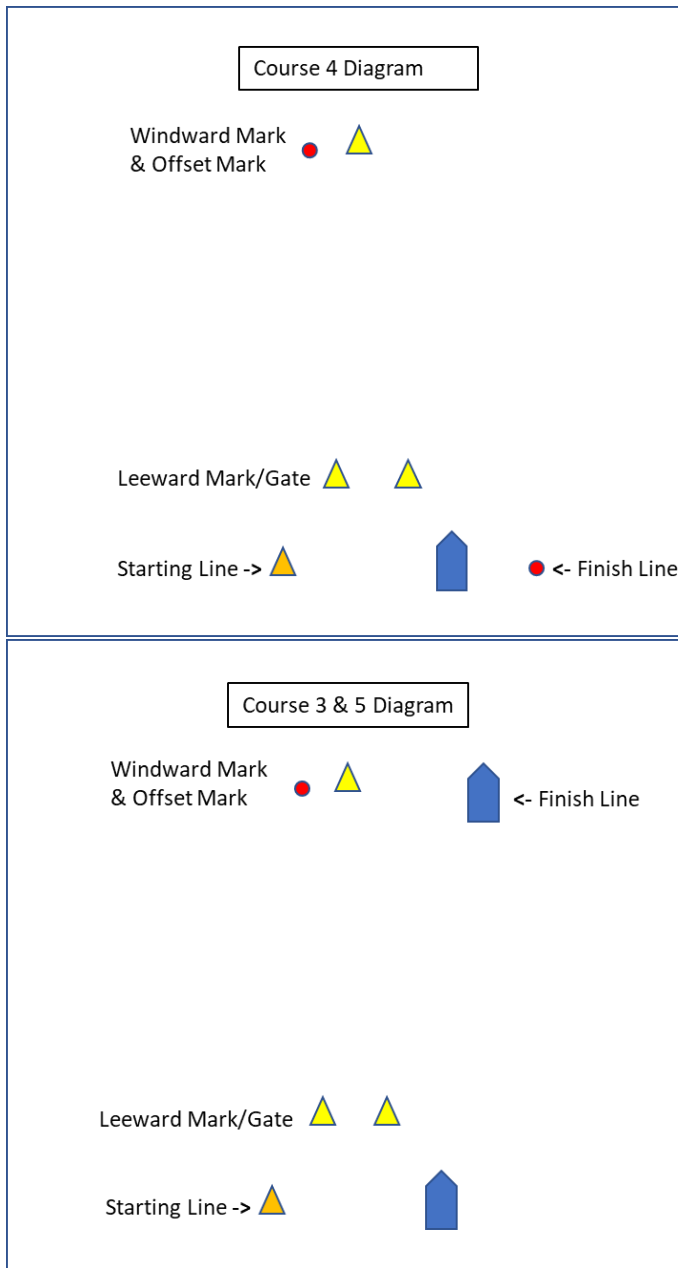 Course 4 Diagram
Windward Mark
& Offset Mark
Leeward Mark/Gate
Starting Line ->
<- Finish Line
Course 3 & 5 Diagram
Windward Mark
& Offset Mark
<- Finish Line
Leeward Mark/Gate
Starting Line ->